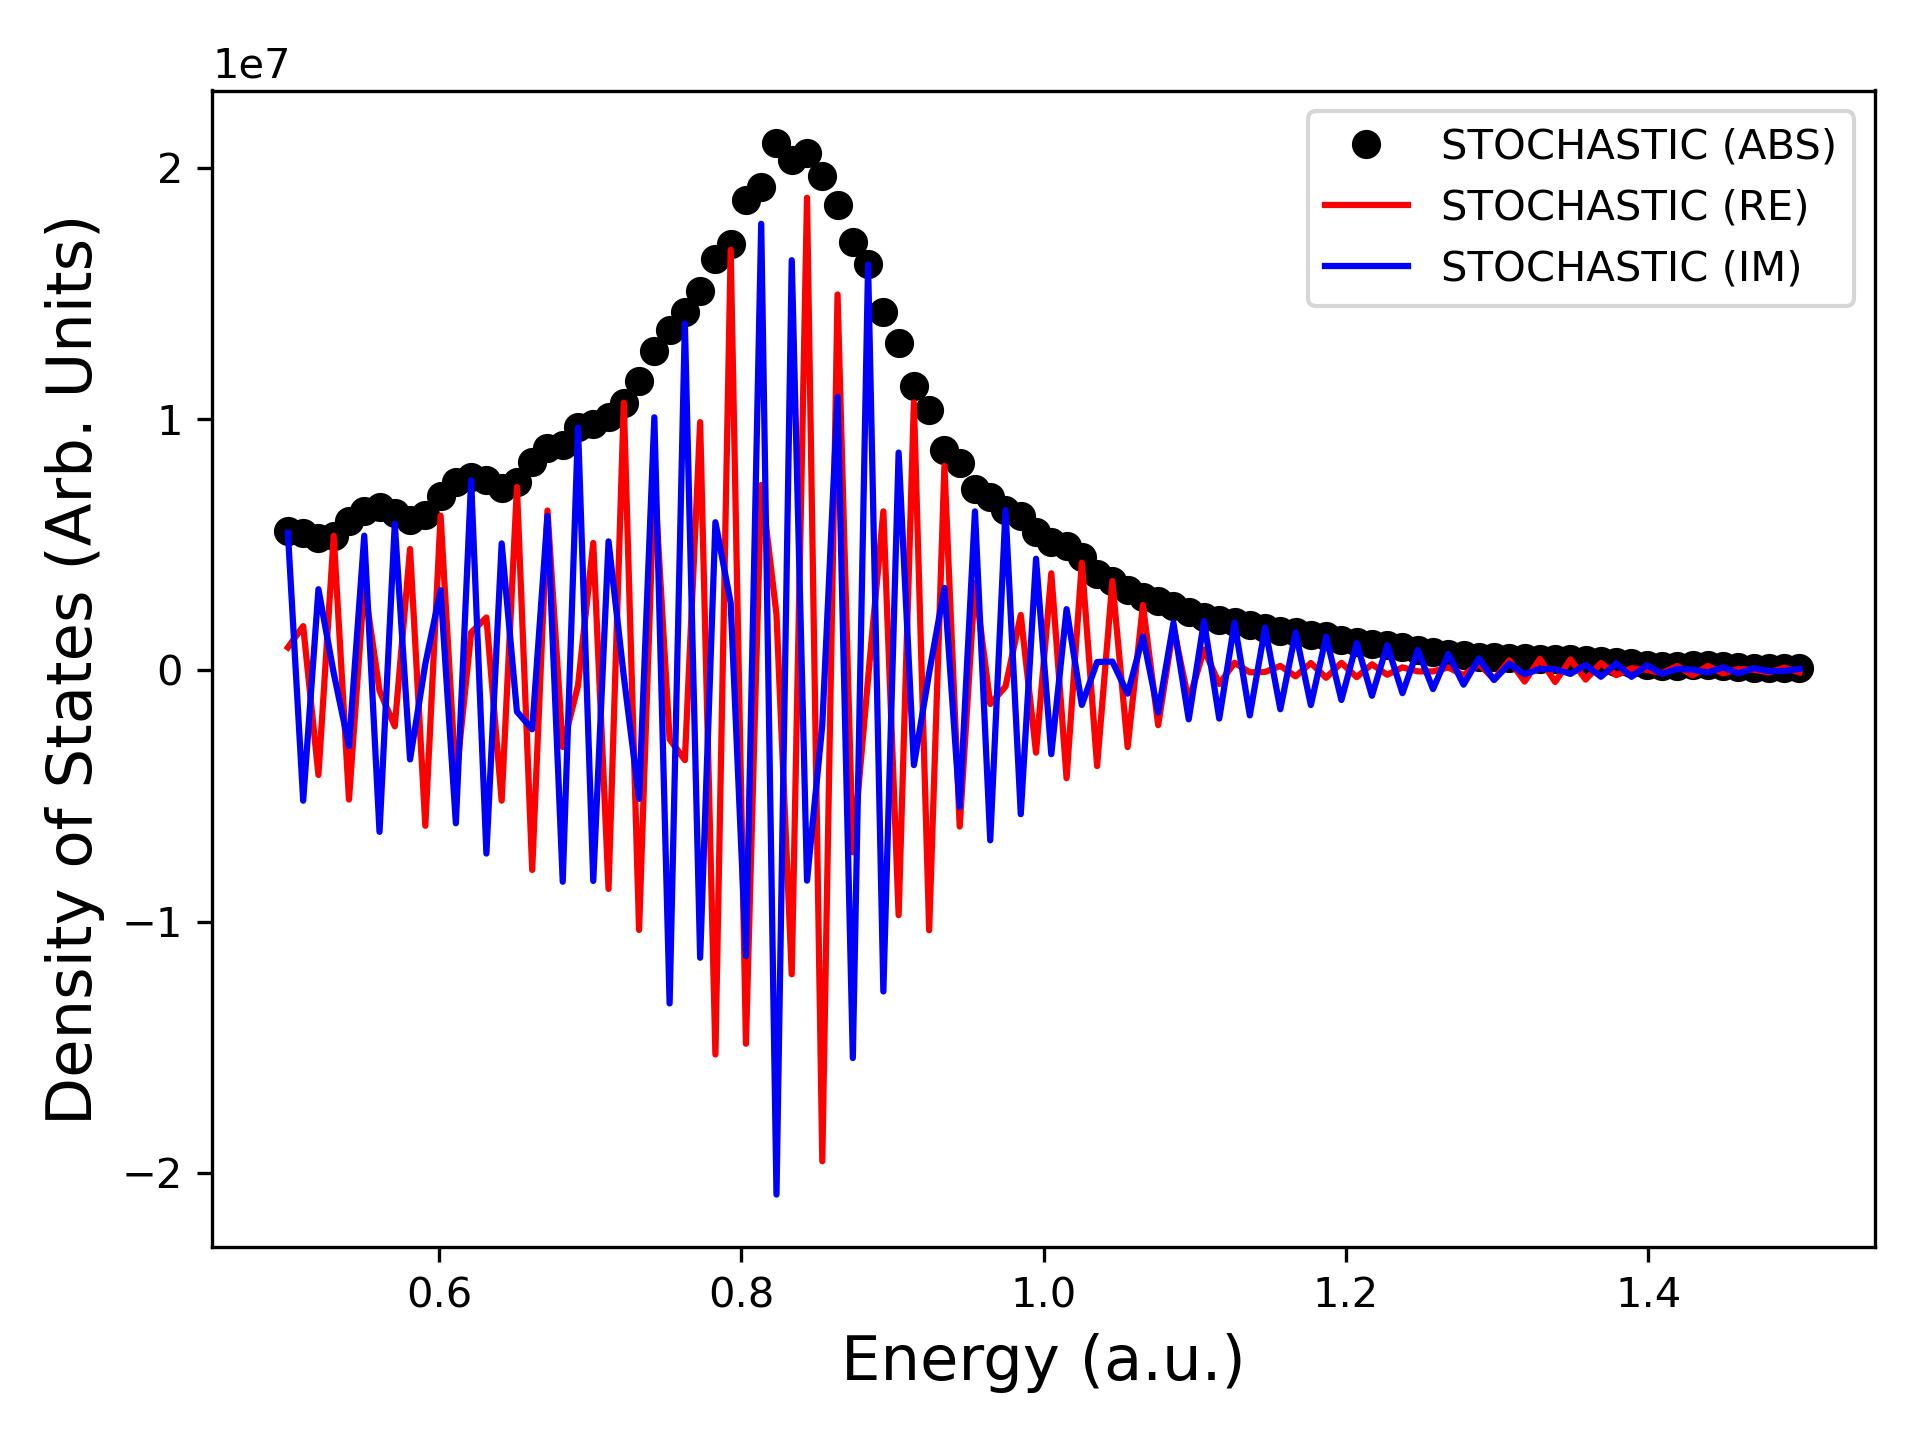 1e7
STOCHASTIC (ABS)
STOCHASTIC (RE)
STOCHASTIC (IM)
Density of States (Arb. Units)
2
1
0
−1
−2
0.6 0.8 1.0 1.2 1.4
Energy (a.u.)